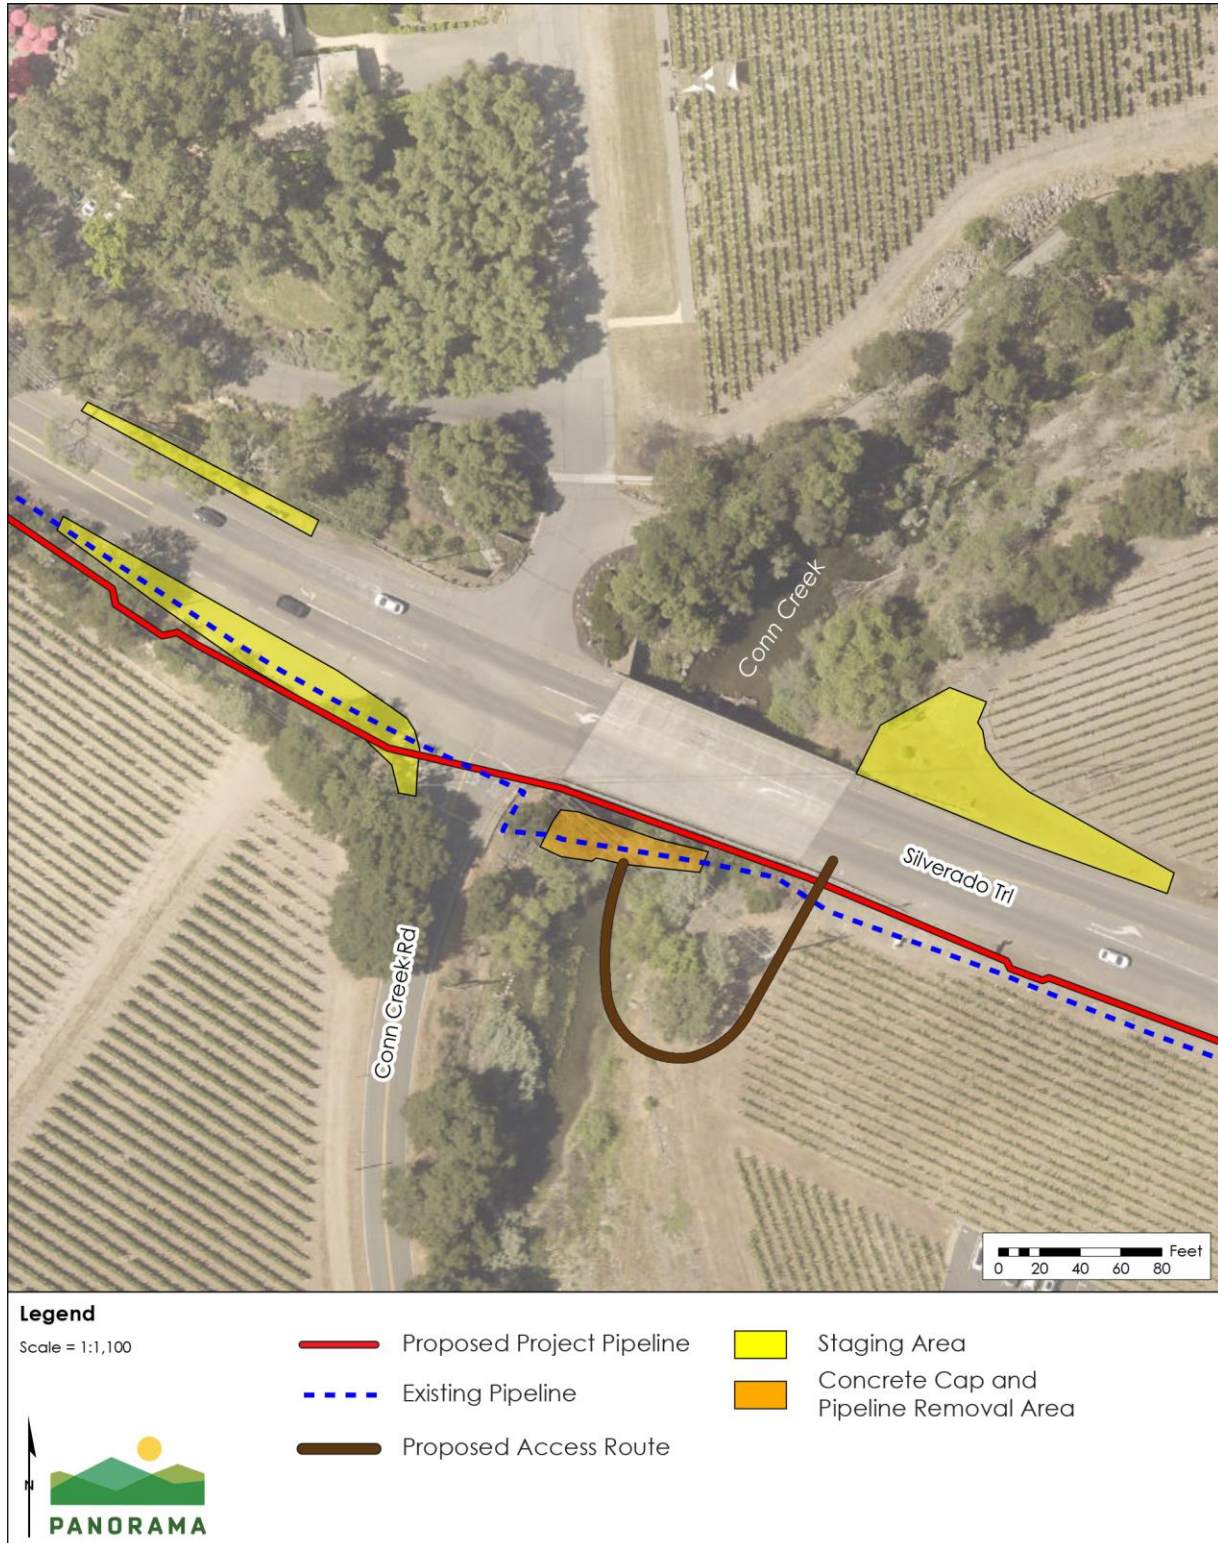 Conn Creek
Silverado Trl
Conn Creek Rd
Feet
0 20 40 60 80
Legend
Scale = 1:1,100
Proposed Project Pipeline
Existing Pipeline
Proposed Access Route
Staging Area
Concrete Cap and
Pipeline Removal Area
N
PANORAMA